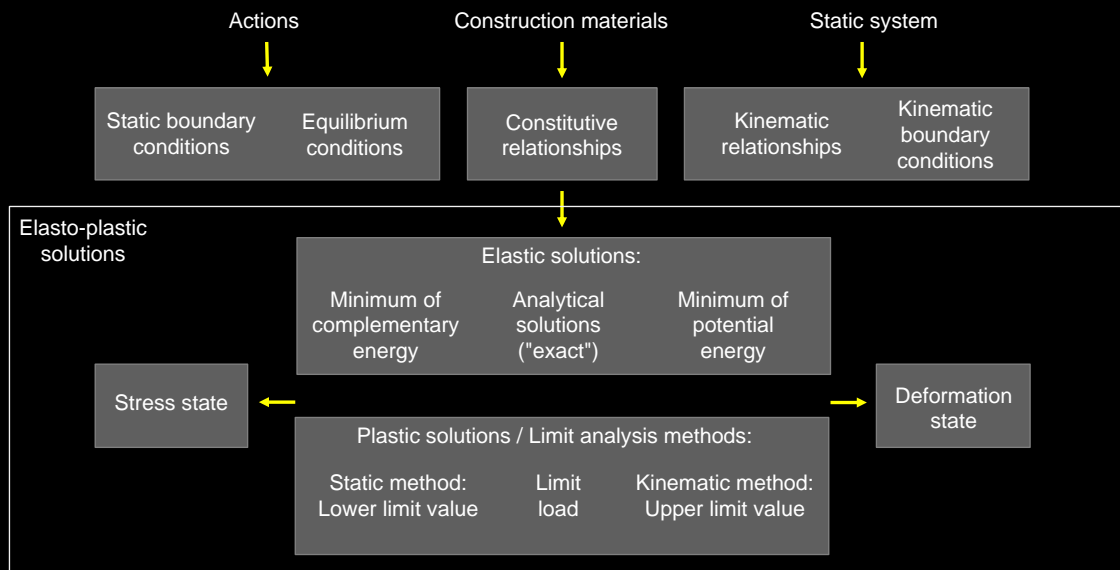 Actions
Construction materials
Static system
Static boundary
conditions
Equilibrium
conditions
Constitutive
relationships
Kinematic
relationships
Kinematic
boundary
conditions
Elasto-plastic
solutions
Elastic solutions:
Minimum of
complementary
energy
Analytical
solutions
("exact")
Minimum of
potential
energy
Stress state
Deformation
state
Plastic solutions / Limit analysis methods:
Static method:
Lower limit value
Limit
load
Kinematic method:
Upper limit value